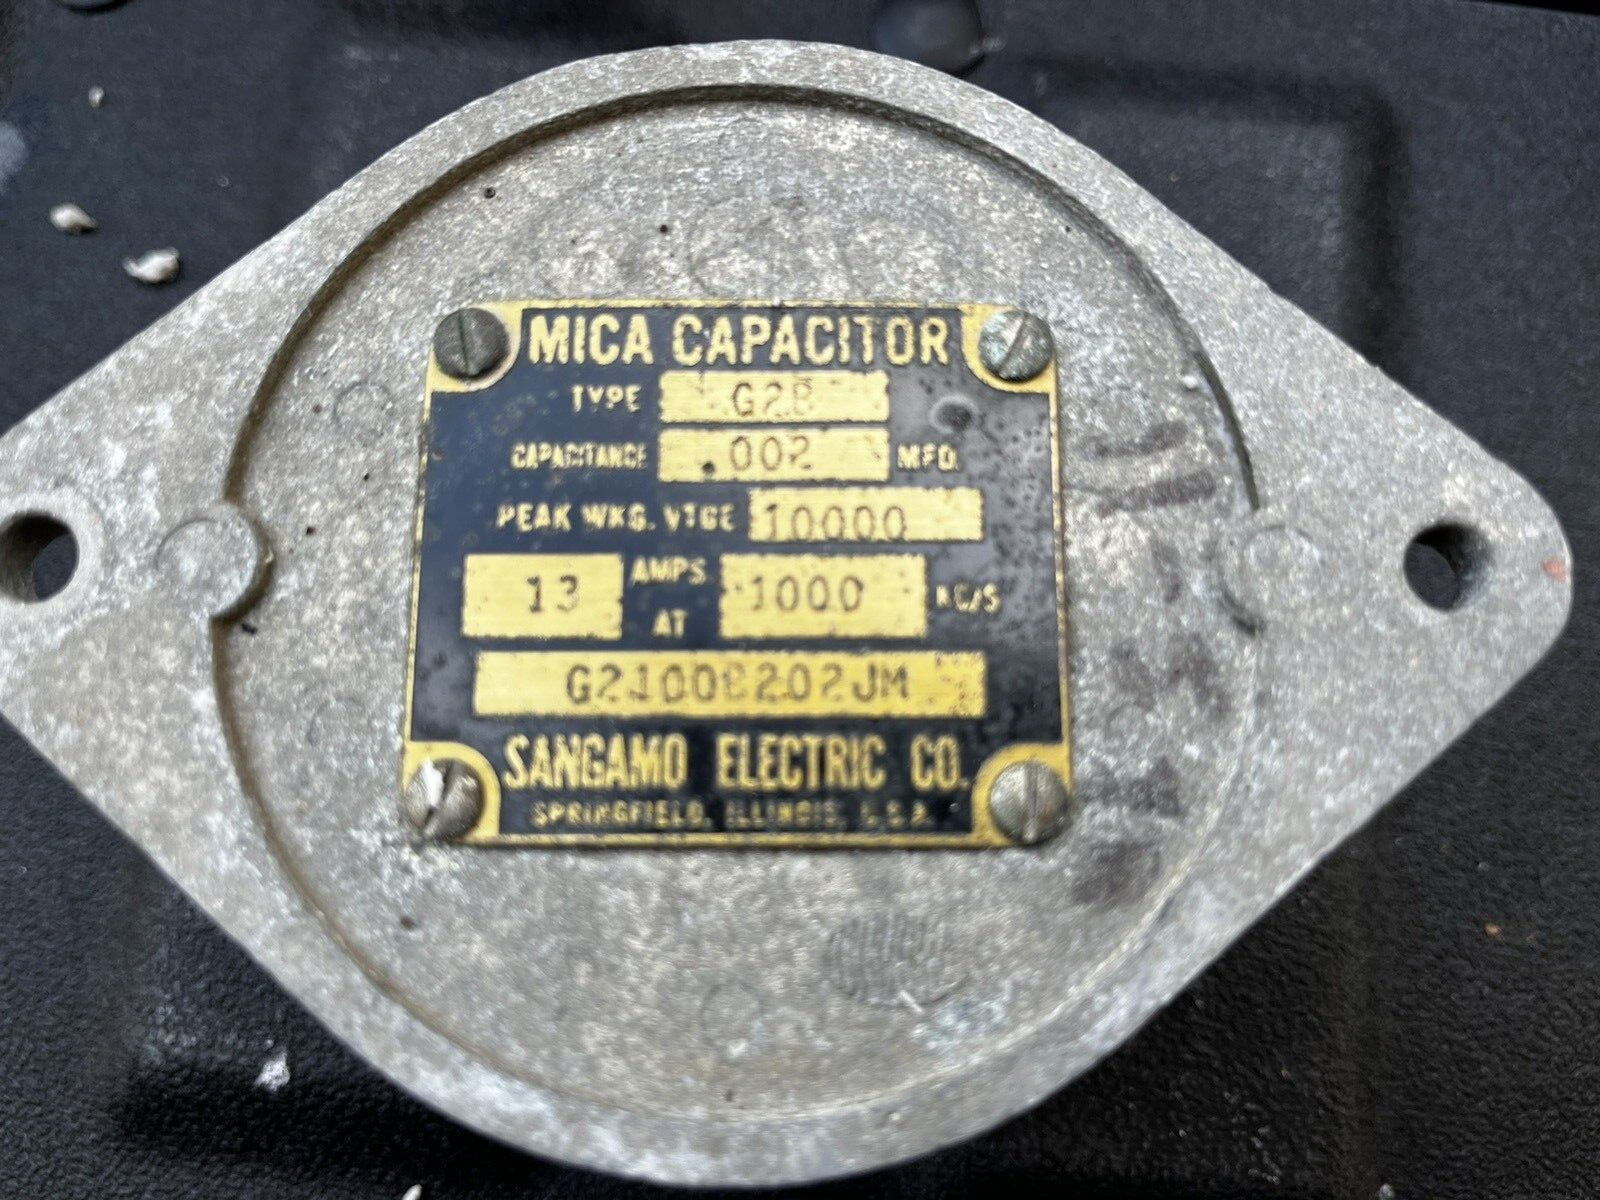 MICA CAPACITOR
TYPE G2B
CAPACITANCE .002 MFD.
PEAK WKG. VTGE 10000
13 AMPS AT 1000 KC/S
SANGAMO ELECTRIC CO.
SPRINGFIELD, ILLINOIS, U.S.A.